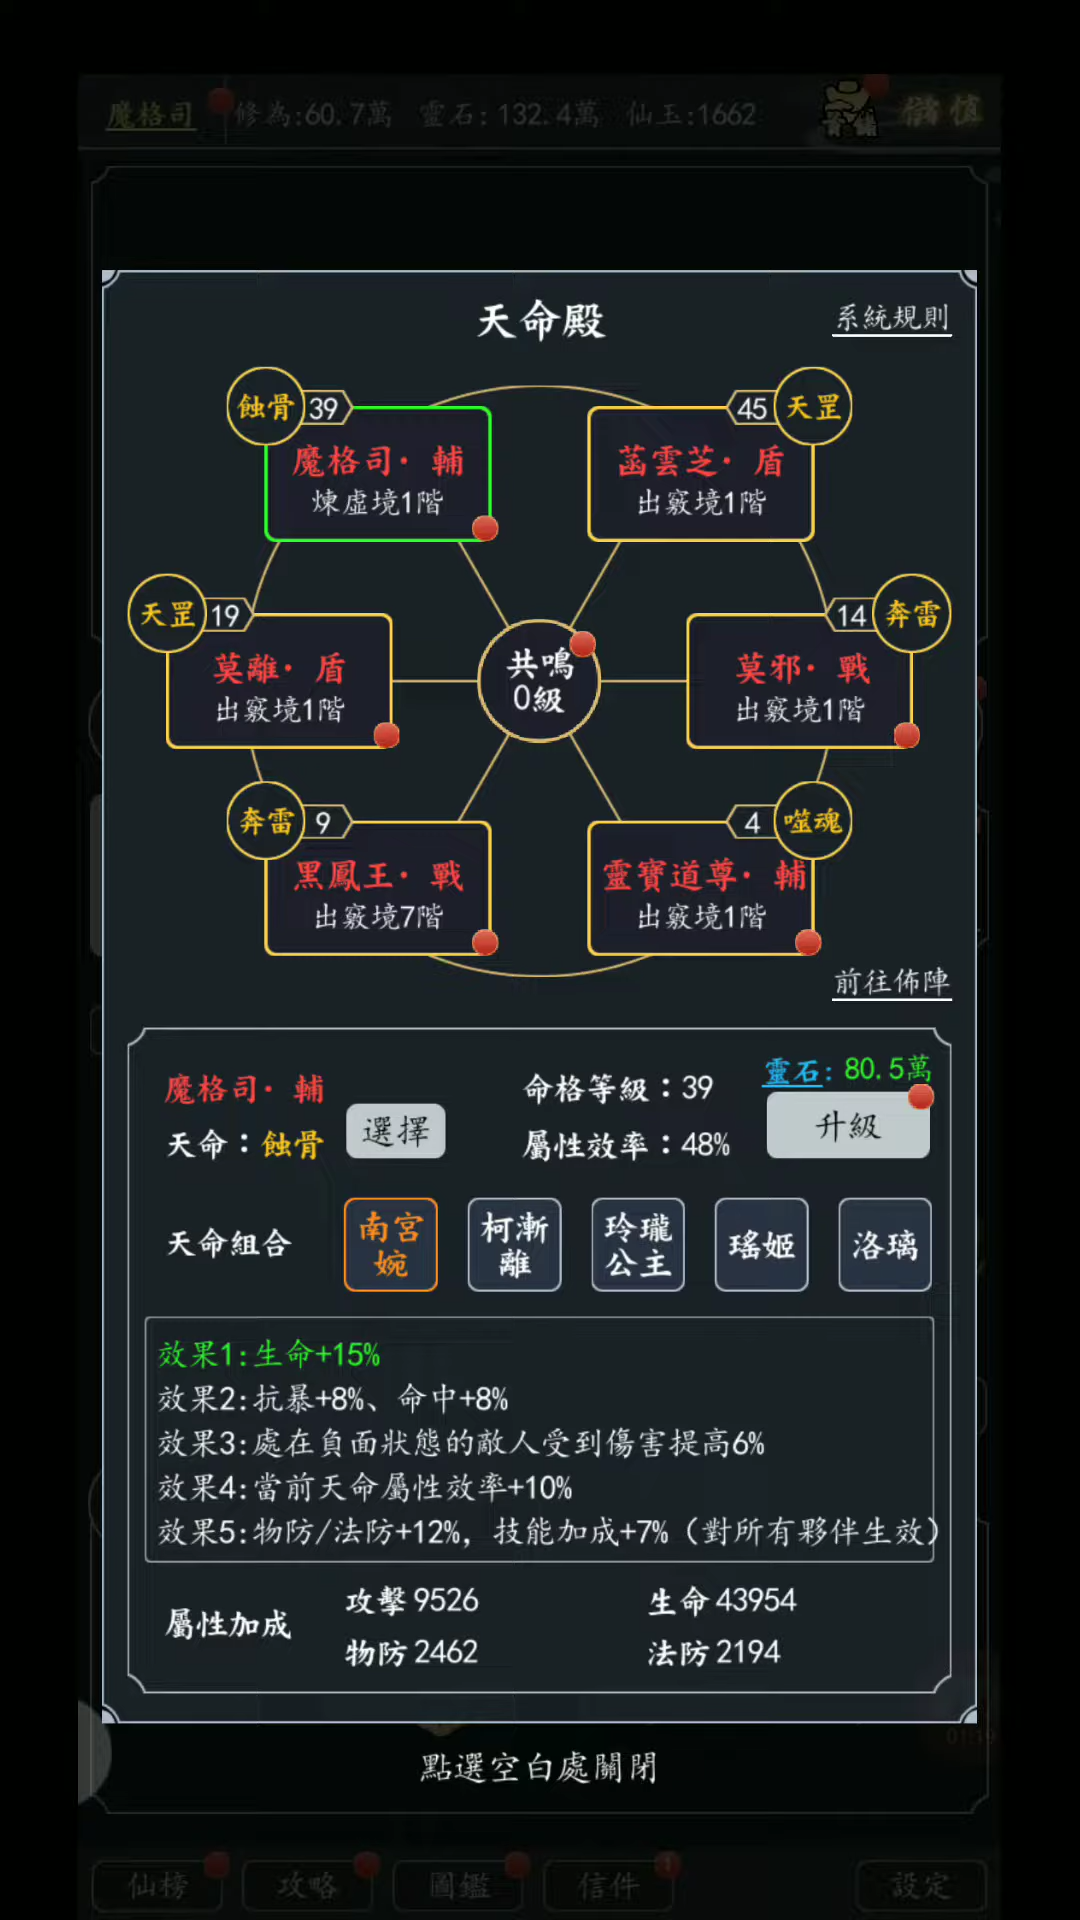 魔格司 修為:60.7萬 靈石:132.4萬 仙玉:1662 儲值
天命殿
系統規則
蝕骨 39
魔格司·輔
煉虛境1階
45 天罡
菡雲芝·盾
出竅境1階
天罡 19
莫離·盾
出竅境1階
共鳴
0級
14 奔雷
莫邪·戰
出竅境1階
奔雷 9
黑鳳王·戰
出竅境7階
4 噬魂
靈寶道尊·輔
出竅境1階
前往佈陣
魔格司·輔
天命：蝕骨
選擇
命格等級：39
屬性效率：48%
靈石: 80.5萬
升級
天命組合
南宮
婉
柯漸
離
玲瓏
公主
瑤姬
洛璃
效果1:生命+15%
效果2:抗暴+8%、命中+8%
效果3:處在負面狀態的敵人受到傷害提高6%
效果4:當前天命屬性效率+10%
效果5:物防/法防+12%, 技能加成+7%（對所有夥伴生效）
屬性加成
攻擊 9526 生命 43954
物防 2462 法防 2194
點選空白處關閉
仙榜 攻略 圖鑑 信件 設定